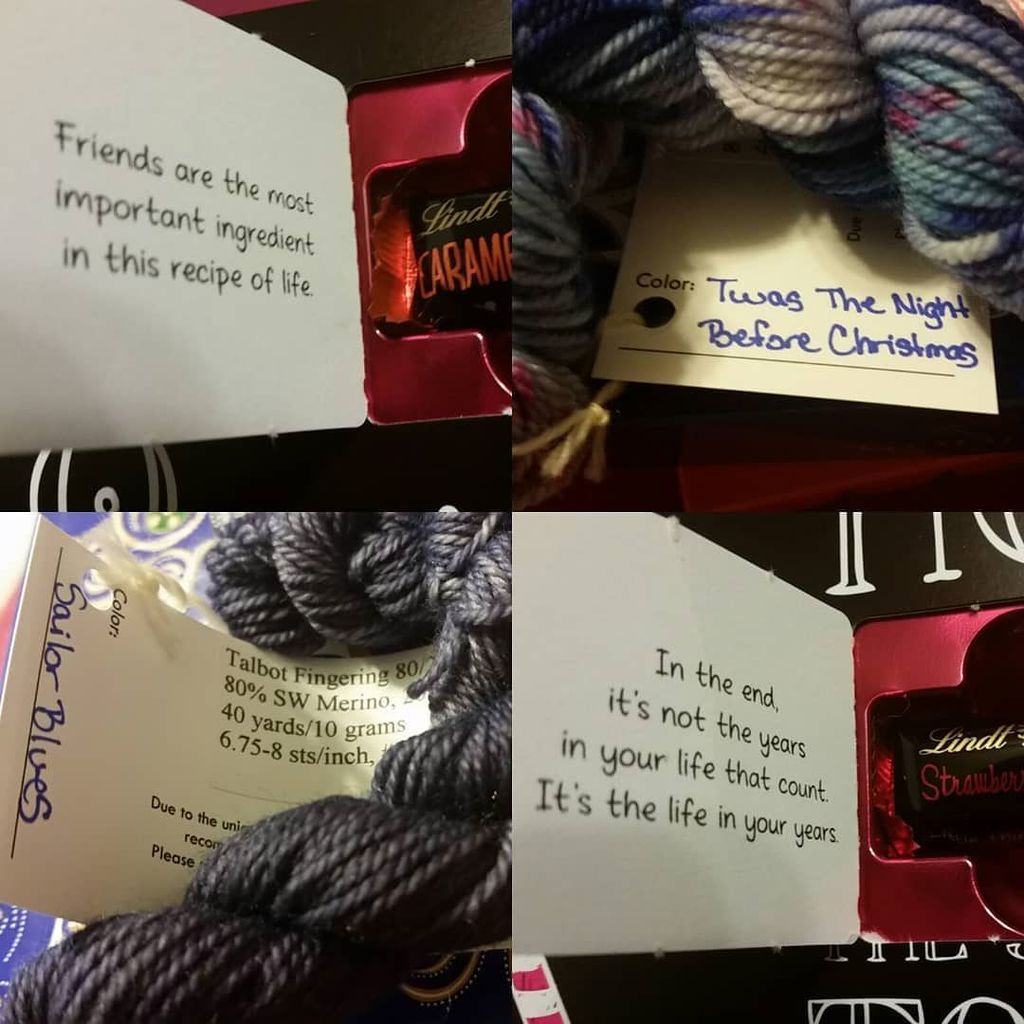 Friends are the most
important ingredient
in this recipe of life.
Lindt
Color: Twas The Night
Before Christmas
Due
Color:
Sailor Blues
Talbot Fingering 80/
80% SW Merino,
40 yards/10 grams
6.75-8 sts/inch,
Due to the
Please
In the end,
it's not the years
in your life that count.
It's the life in your years.
Lindt